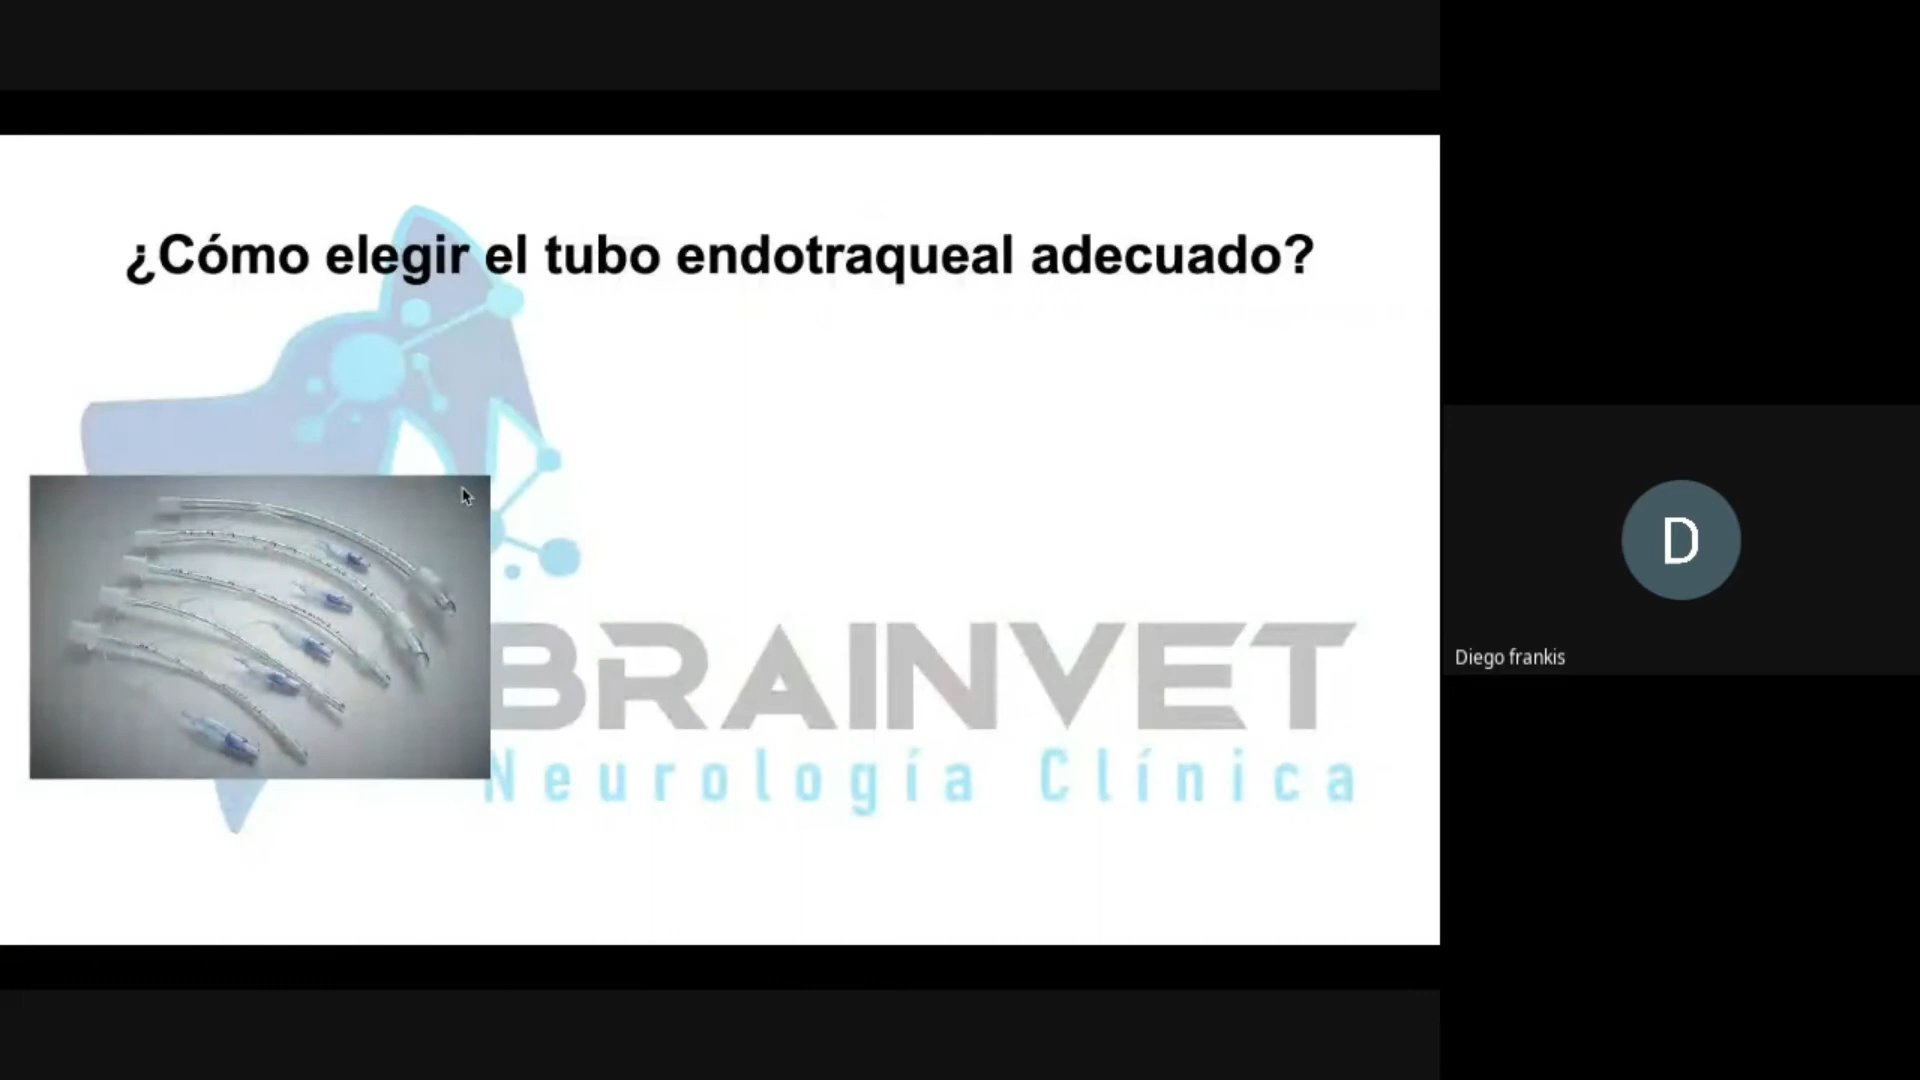 ¿Cómo elegir el tubo endotraqueal adecuado?
BRAINVET
Neurología Clínica
D
Diego frankis